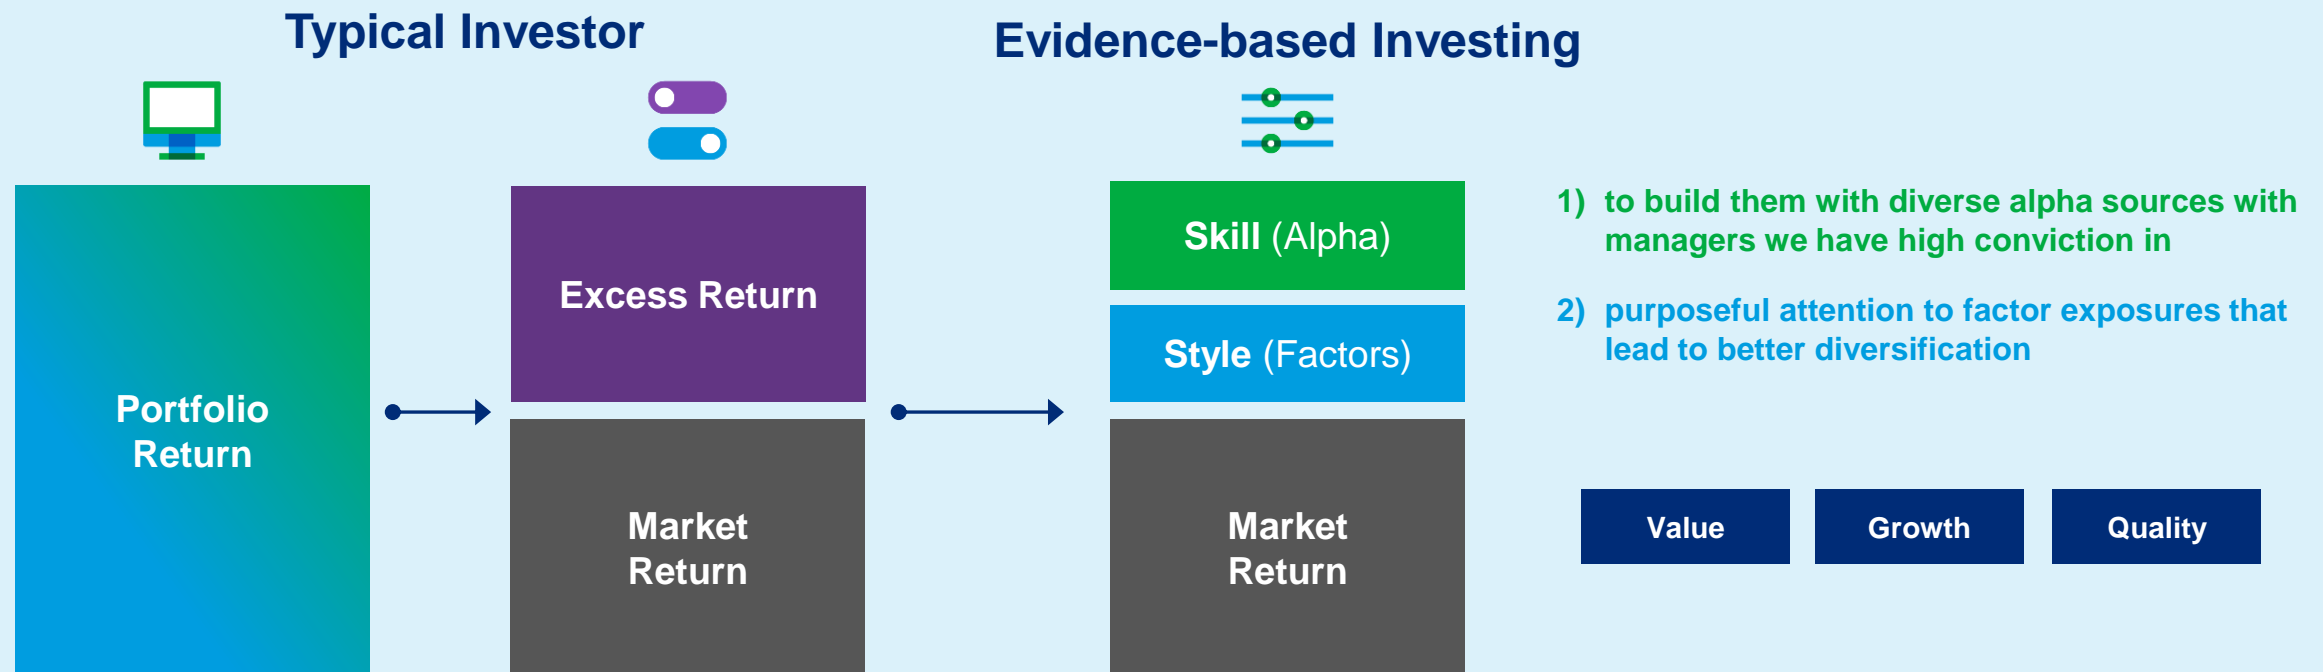 Typical Investor
Evidence-based Investing
Portfolio
Return
Excess Return
Market
Return
Skill (Alpha)
Style (Factors)
Market
Return
1) to build them with diverse alpha sources with
managers we have high conviction in
2) purposeful attention to factor exposures that
lead to better diversification
Value
Growth
Quality